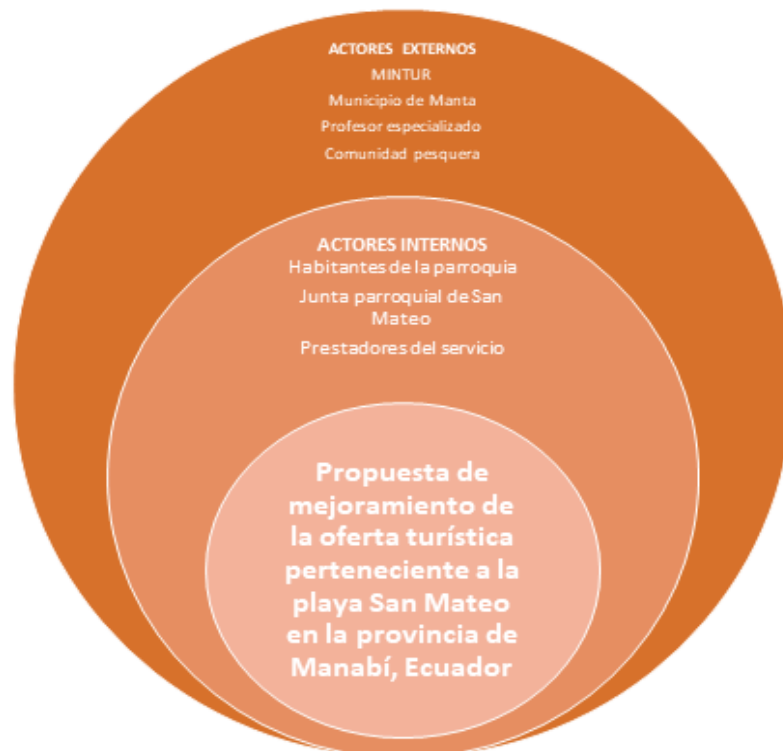 ACTORES EXTERNOS
MINTUR
Municipio de Manta
Profesor especializado
Comunidad pesquera
ACTORES INTERNOS
Habitantes de la parroquia
Junta parroquial de San
Mateo
Prestadores del servicio
Propuesta de
mejoramiento de
la oferta turística
perteneciente a la
playa San Mateo
en la provincia de
Manabí, Ecuador